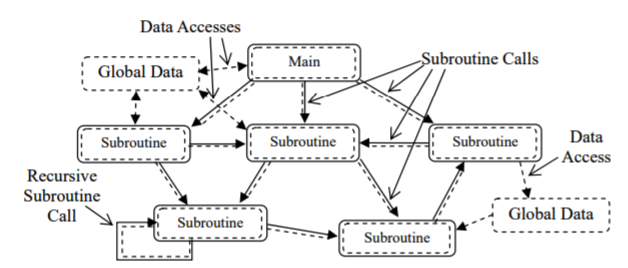 Data Accesses
Main
Subroutine Calls
Global Data
Subroutine
Subroutine
Subroutine
Data
Access
Recursive
Subroutine
Call
Subroutine
Subroutine
Global Data